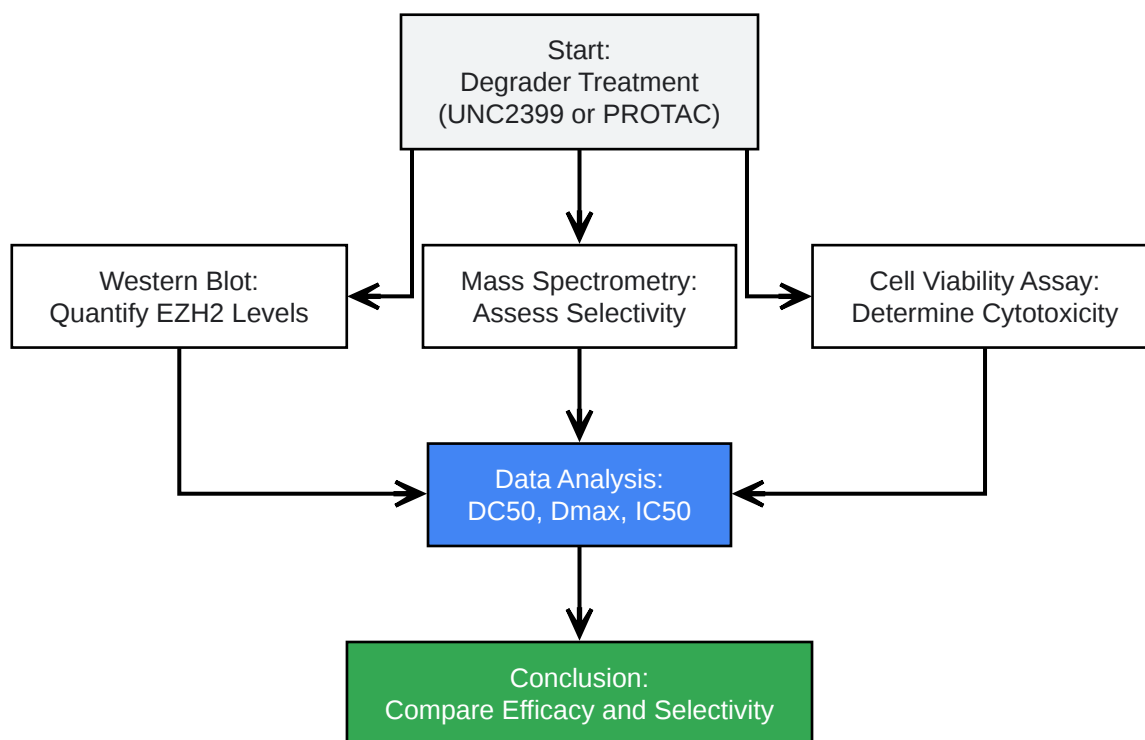 Start:
Degrader Treatment
(UNC2399 or PROTAC)
Western Blot:
Quantify EZH2 Levels
Mass Spectrometry:
Assess Selectivity
Cell Viability Assay:
Determine Cytotoxicity
Data Analysis:
DC50, Dmax, IC50
Conclusion:
Compare Efficacy and Selectivity